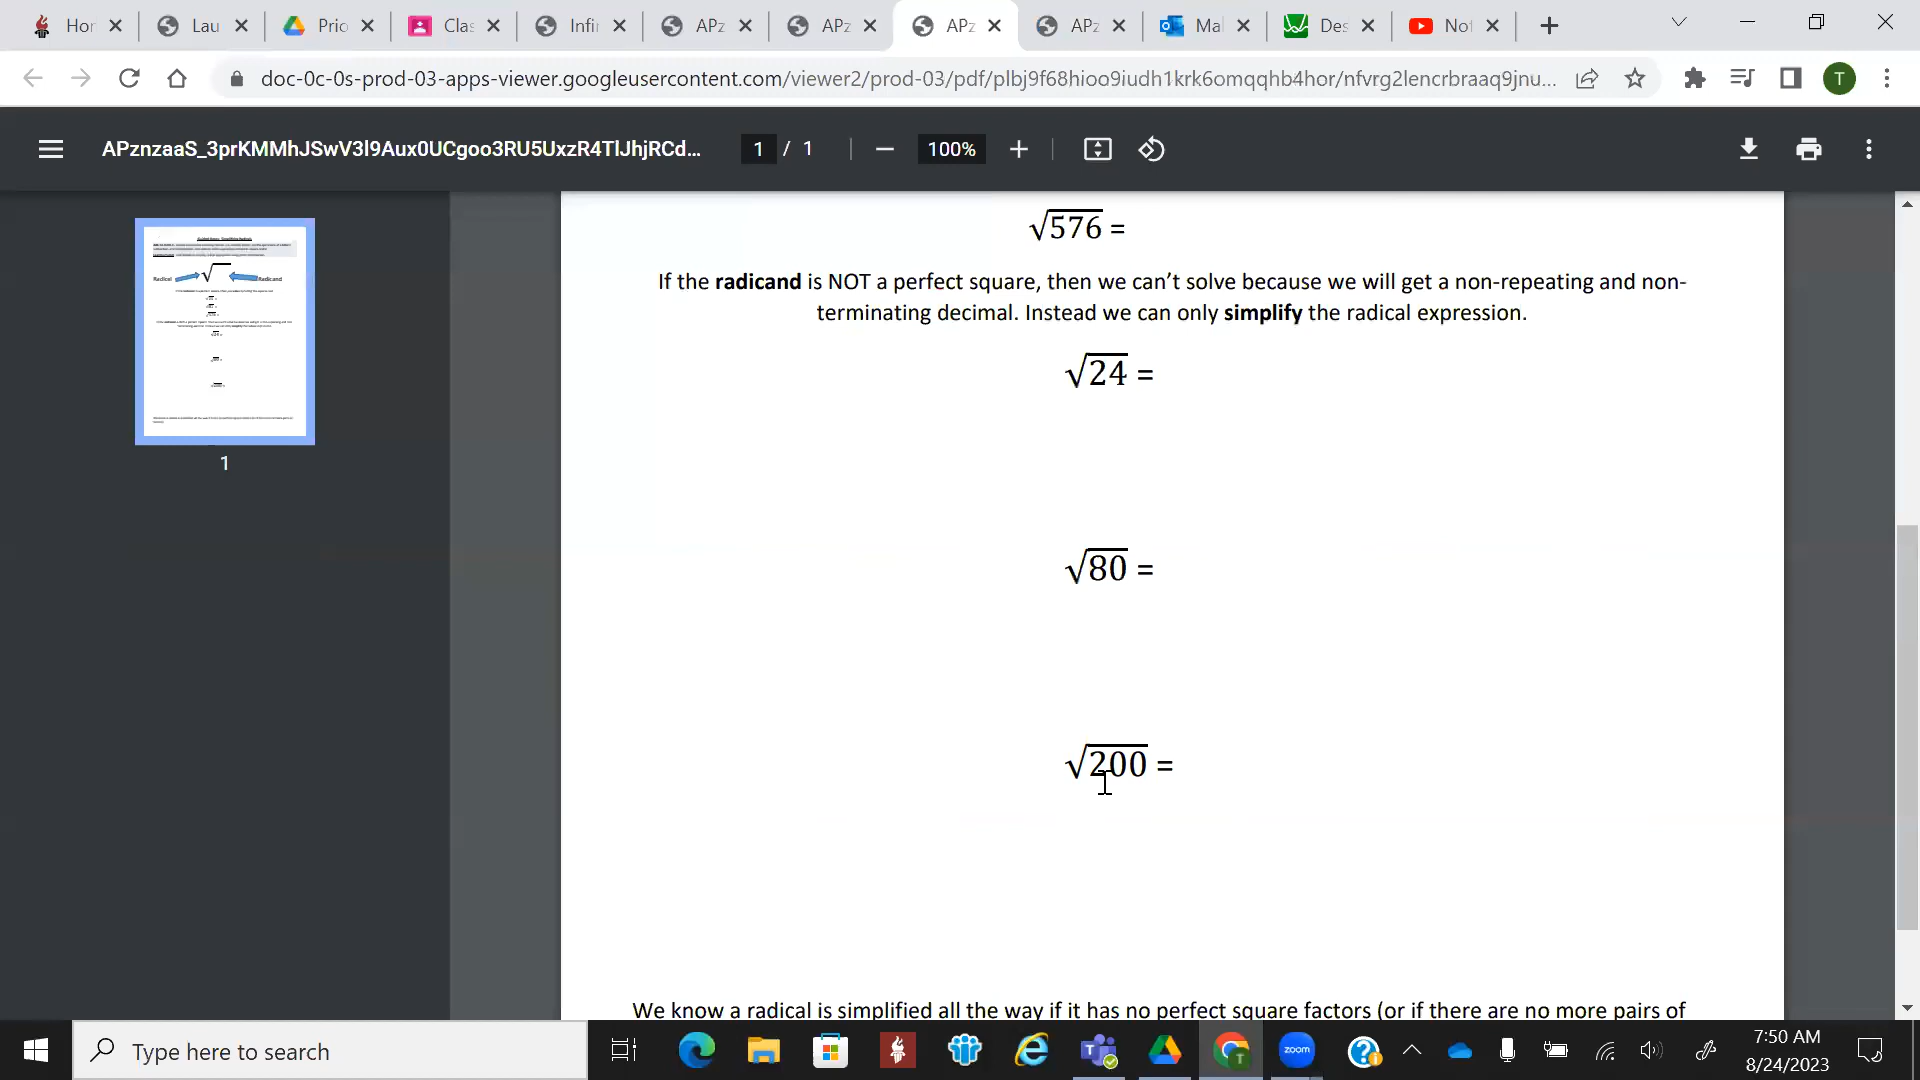 Hor
Lau
Prio
Clas
Infi
APz
APz
APz
APz
Mai
Des
Not
doc-0c-0s-prod-03-apps-viewer.googleusercontent.com/viewer2/prod-03/pdf/plbj9f68hioo9iudh1krk6omqqhb4hor/nfvrg2lencrbraaq9jnu...
T
APznzaaS_3prKMMhJSwV3l9Aux0UCgoo3RU5UxzR4TlJhjRCd...
1 / 1
100%
Radical
Radicand
1
√576 =
If the radicand is NOT a perfect square, then we can’t solve because we will get a non-repeating and non-
terminating decimal. Instead we can only simplify the radical expression.
√24 =
√80 =
√200 =
We know a radical is simplified all the way if it has no perfect square factors (or if there are no more pairs of
Type here to search
zoom
7:50 AM
8/24/2023